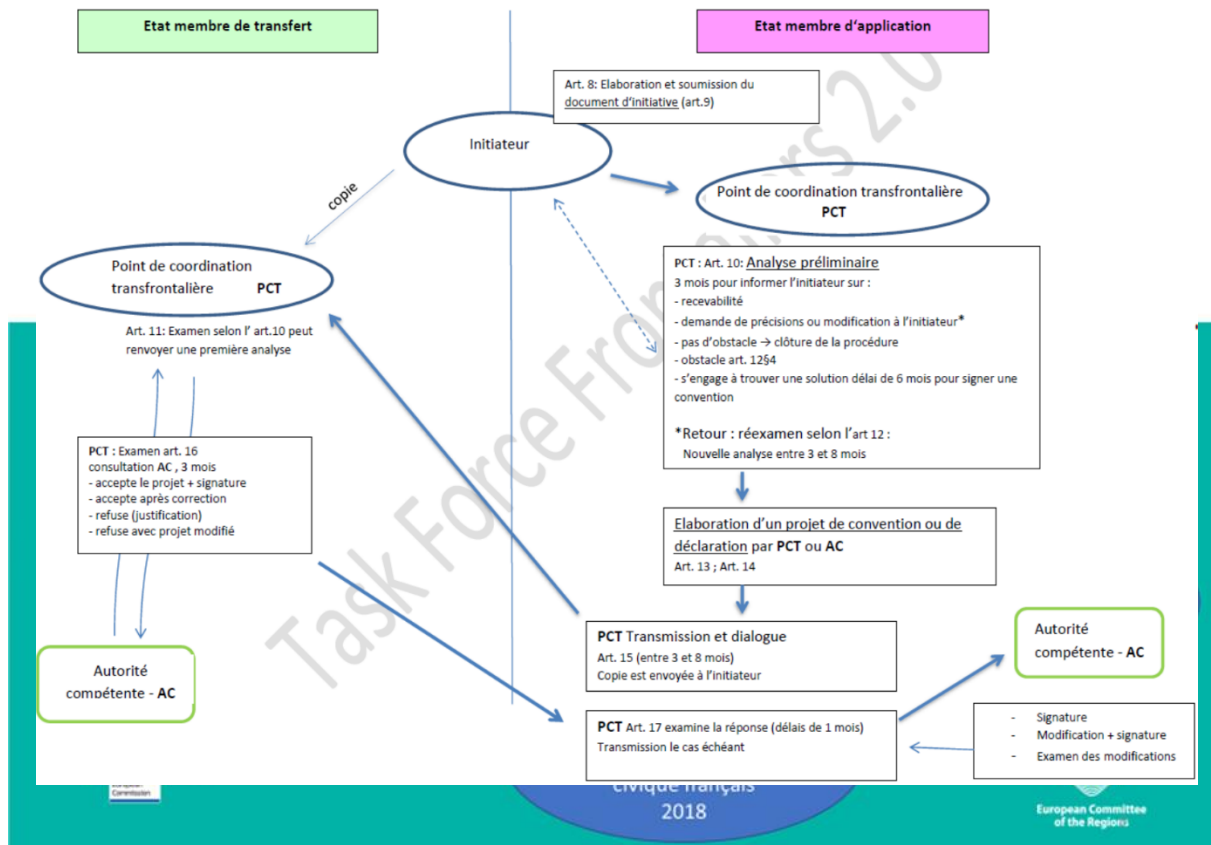 Etat membre de transfert
Etat membre d'application
Art. 8: Elaboration et soumission du
document d'initiative (art.9)
Initiateur
copie
Point de coordination transfrontalière
PCT
Point de coordination
transfrontalière PCT
Art. 11: Examen selon l' art.10 peut
renvoyer une première analyse
PCT : Art. 10: Analyse préliminaire
3 mois pour informer l'initiateur sur :
- recevabilité
- demande de précisions ou modification à l'initiateur*
- pas d'obstacle → clôture de la procédure
- obstacle art. 12§4
- s'engage à trouver une solution délai de 6 mois pour signer une
convention
*Retour : réexamen selon l'art 12 :
Nouvelle analyse entre 3 et 8 mois
PCT : Examen art. 16
consultation AC , 3 mois
- accepte le projet + signature
- accepte après correction
- refuse (justification)
- refuse avec projet modifié
Elaboration d'un projet de convention ou de
déclaration par PCT ou AC
Art. 13 ; Art. 14
PCT Transmission et dialogue
Art. 15 (entre 3 et 8 mois)
Copie est envoyée à l'initiateur
Autorité
compétente - AC
Autorité
compétente - AC
PCT Art. 17 examine la réponse (délais de 1 mois)
Transmission le cas échéant
- Signature
- Modification + signature
- Examen des modifications
Task Force 2.0
European
Commission
civique français
2018
European Committee
of the Regions